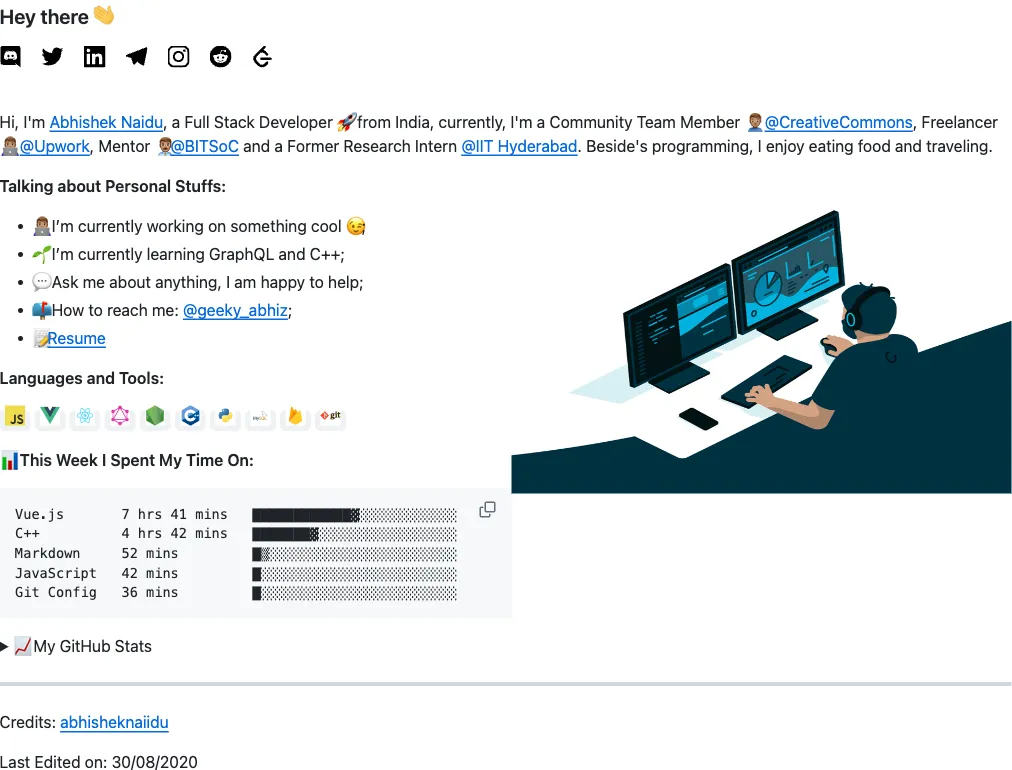 Hey there 👋
Hi, I'm Abhishek Naidu, a Full Stack Developer 🚀from India, currently, I'm a Community Team Member 🤦🏽‍♂️@CreativeCommons, Freelancer
👨🏽‍💻@Upwork, Mentor 👨🏽‍⚕️@BITSoC and a Former Research Intern @IIT Hyderabad. Beside's programming, I enjoy eating food and traveling.
Talking about Personal Stuffs:
• 👨🏽‍💻I’m currently working on something cool 😉
• 🌱I’m currently learning GraphQL and C++;
• 💬Ask me about anything, I am happy to help;
• 📫How to reach me: @geeky_abhiz;
• 📝Resume
Languages and Tools:
JS git
📊This Week I Spent My Time On:
Vue.js 7 hrs 41 mins
C++ 4 hrs 42 mins
Markdown 52 mins
JavaScript 42 mins
Git Config 36 mins
📈My GitHub Stats
Credits: abhisheknaiidu
Last Edited on: 30/08/2020